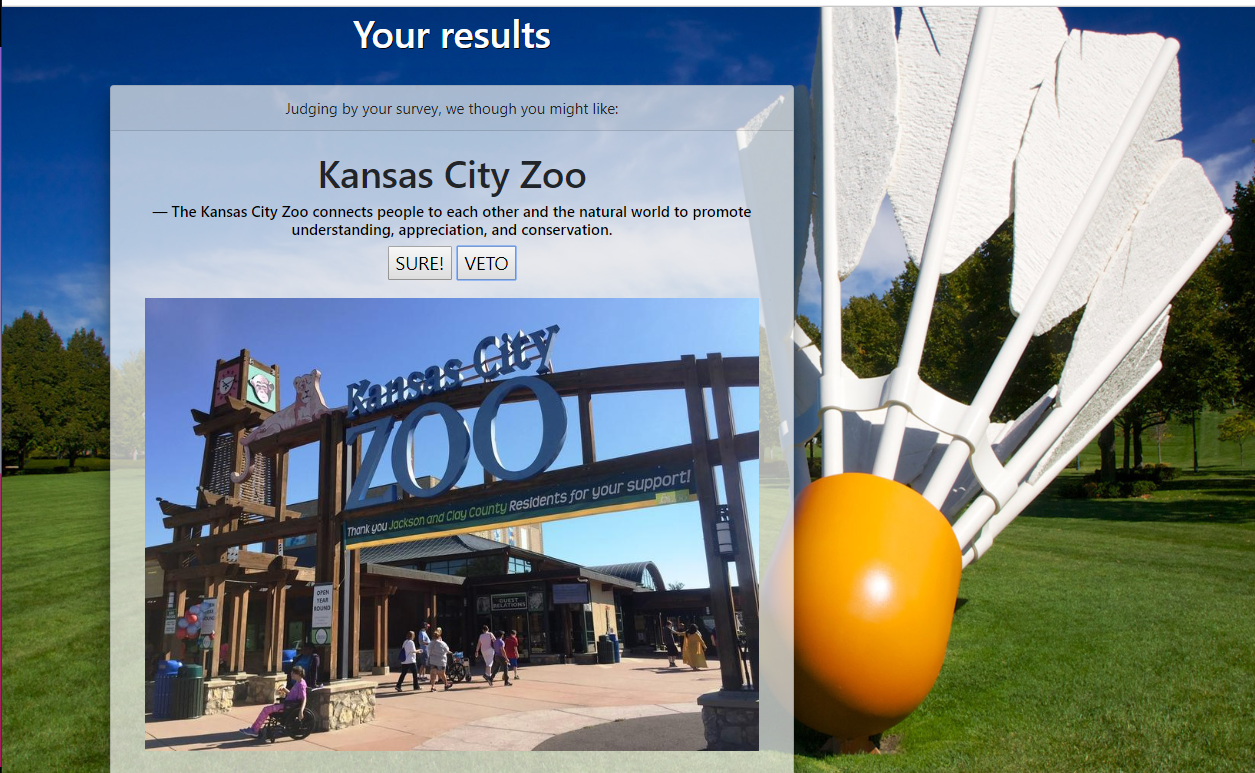 Your results
Judging by your survey, we though you might like:
Kansas City Zoo
— The Kansas City Zoo connects people to each other and the natural world to promote
understanding, appreciation, and conservation.
SURE! VETO
Kansas City
ZOO
Thank you Jackson and Clay County Residents for your support!
OPEN
YEAR
ROUND
GUEST
RELATIONS